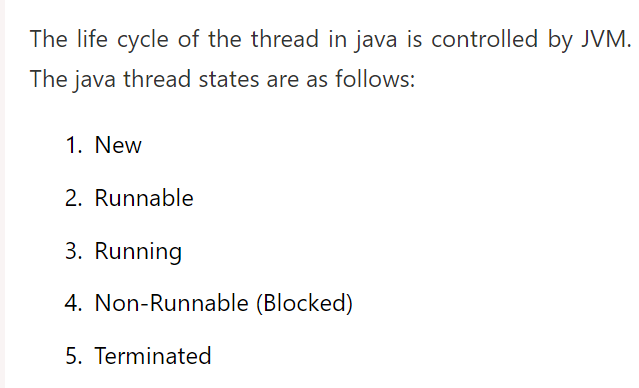 The life cycle of the thread in java is controlled by JVM.
The java thread states are as follows:
1. New
2. Runnable
3. Running
4. Non-Runnable (Blocked)
5. Terminated